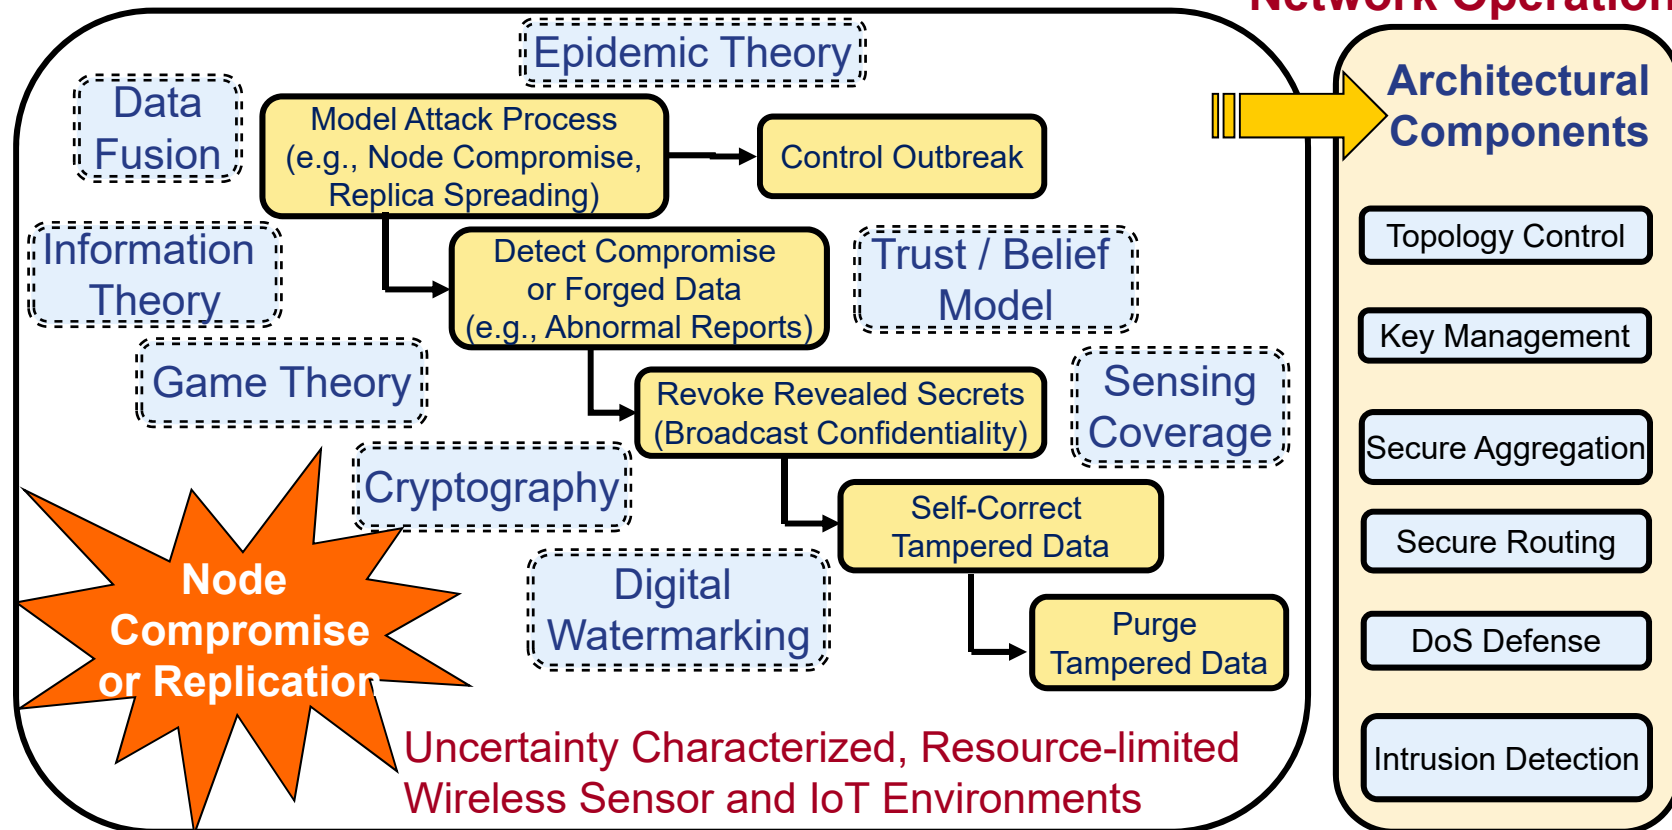 Network Operation
Epidemic Theory
Data
Fusion
Model Attack Process
(e.g., Node Compromise,
Replica Spreading)
Control Outbreak
Information
Theory
Detect Compromise
or Forged Data
(e.g., Abnormal Reports)
Trust / Belief
Model
Game Theory
Revoke Revealed Secrets
(Broadcast Confidentiality)
Sensing
Coverage
Cryptography
Self-Correct
Tampered Data
Node
Compromise
or Replication
Digital
Watermarking
Purge
Tampered Data
Uncertainty Characterized, Resource-limited
Wireless Sensor and IoT Environments
Architectural
Components
Topology Control
Key Management
Secure Aggregation
Secure Routing
DoS Defense
Intrusion Detection